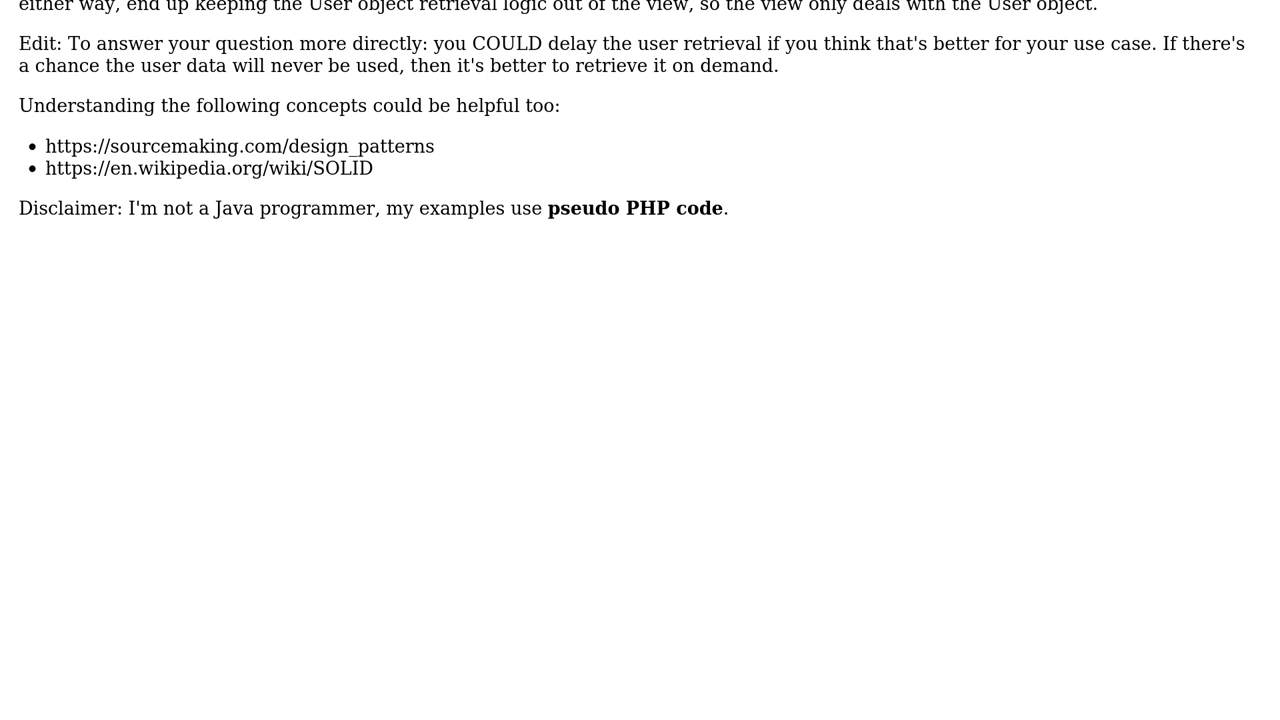 either way, end up keeping the User object retrieval logic out of the view, so the view only deals with the User object.
Edit: To answer your question more directly: you COULD delay the user retrieval if you think that's better for your use case. If there's
a chance the user data will never be used, then it's better to retrieve it on demand.
Understanding the following concepts could be helpful too:
• https://sourcemaking.com/design_patterns
• https://en.wikipedia.org/wiki/SOLID
Disclaimer: I'm not a Java programmer, my examples use pseudo PHP code.